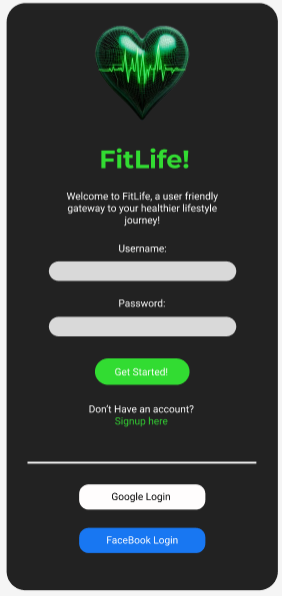 FitLife!
Welcome to FitLife, a user friendly
gateway to your healthier lifestyle
journey!
Username:
Password:
Get Started!
Don't Have an account?
Signup here
Google Login
FaceBook Login